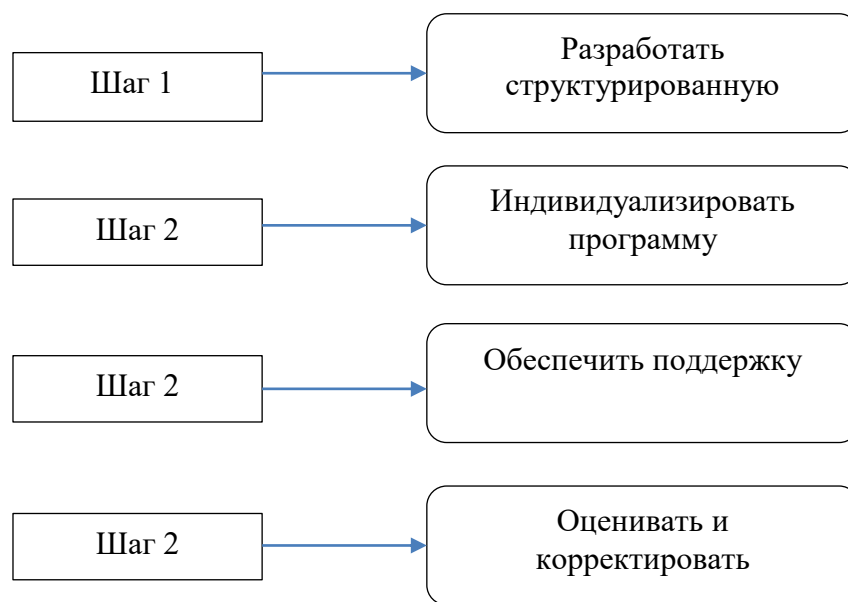 Шаг 1
Разработать
структурированную
Шаг 2
Индивидуализировать
программу
Шаг 2
Обеспечить поддержку
Шаг 2
Оценивать и
корректировать